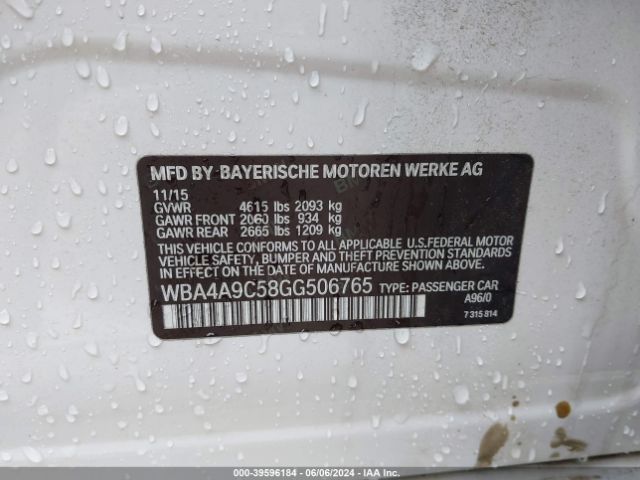 MFD BY BAYERISCHE MOTOREN WERKE AG
11/15
GVWR 4615 lbs 2093 kg
GAWR FRONT 2060 lbs 934 kg
GAWR REAR 2665 lbs 1209 kg
THIS VEHICLE CONFORMS TO ALL APPLICABLE U.S.FEDERAL MOTOR
VEHICLE SAFETY, BUMPER AND THEFT PREVENTION STANDARDS
IN EFFECT ON THE DATE OF MANUFACTURE SHOWN ABOVE.
WBA4A9C58GG506765 TYPE: PASSENGER CAR
A96/0
7 315 814
000-39596184 - 06/06/2024 - IAAI.COM